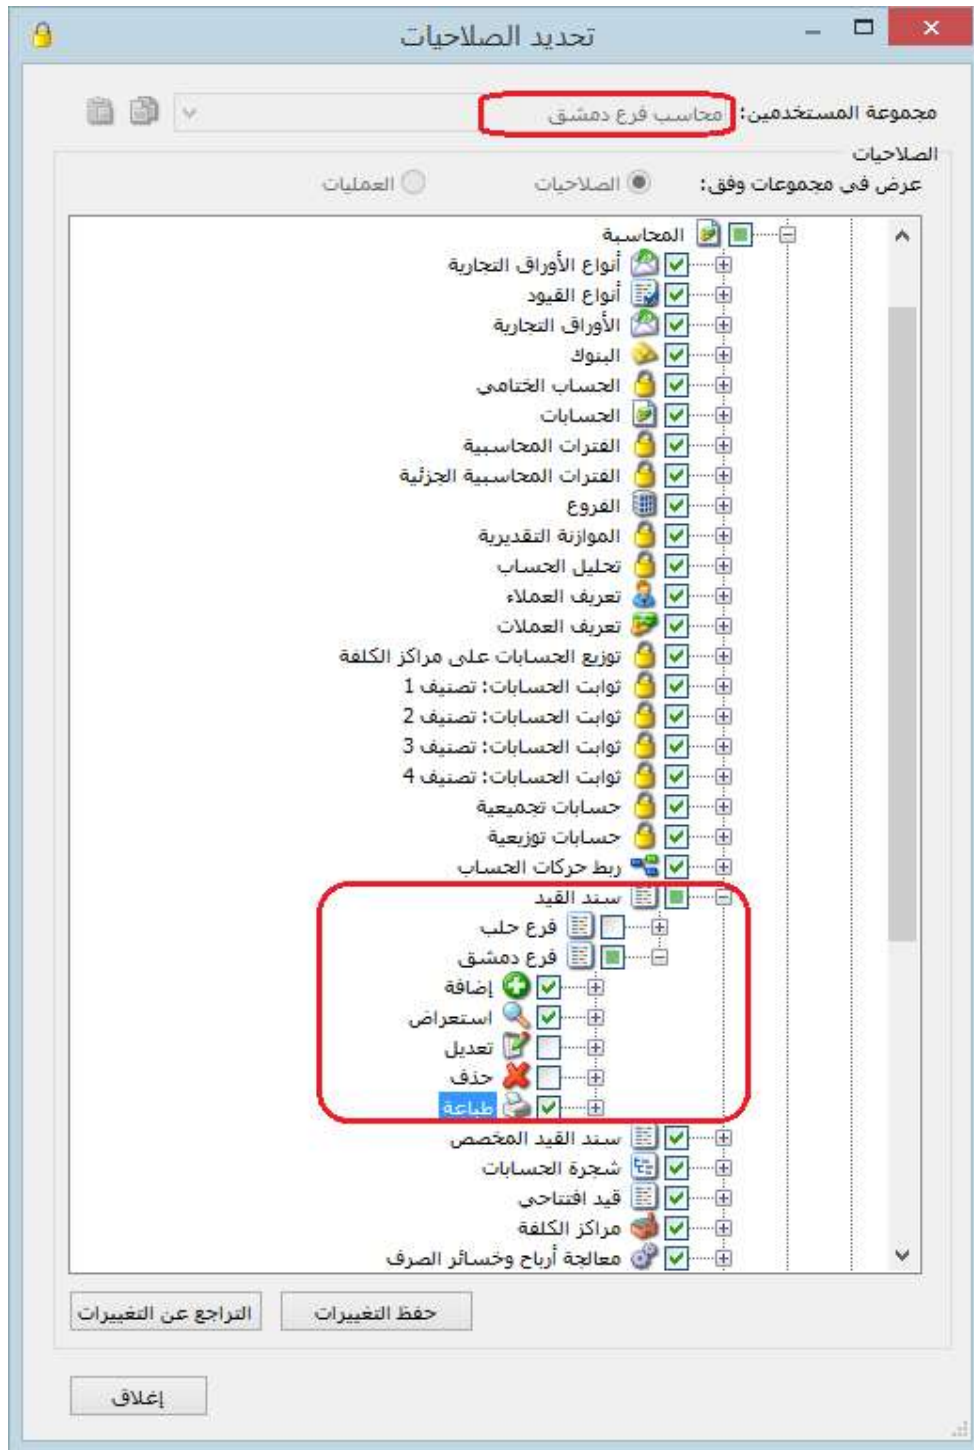 تحديد الصلاحيات
مجموعة المستخدمين: محاسب فرع دمشق
الصلاحيات
عرض في مجموعات وفق: الصلاحيات العمليات
المحاسبة
أنواع الأوراق التجارية
أنواع القيود
الأوراق التجارية
البنوك
الحساب الختامي
الحسابات
الفترات المحاسبية
الفترات المحاسبية الجزئية
الفروع
الموازنة التقديرية
تحليل الحساب
تعريف العملاء
تعريف العملات
توزيع الحسابات على مراكز الكلفة
ثوابت الحسابات: تصنيف 1
ثوابت الحسابات: تصنيف 2
ثوابت الحسابات: تصنيف 3
ثوابت الحسابات: تصنيف 4
حسابات تجميعية
حسابات توزيعية
ربط حركات الحساب
سند القيد
فرع حلب
فرع دمشق
إضافة
استعراض
تعديل
حذف
طباعة
سند القيد المخصص
شجرة الحسابات
قيد افتتاحي
مراكز الكلفة
معالجة أرباح وخسائر الصرف
حفظ التغييرات التراجع عن التغييرات
إغلاق